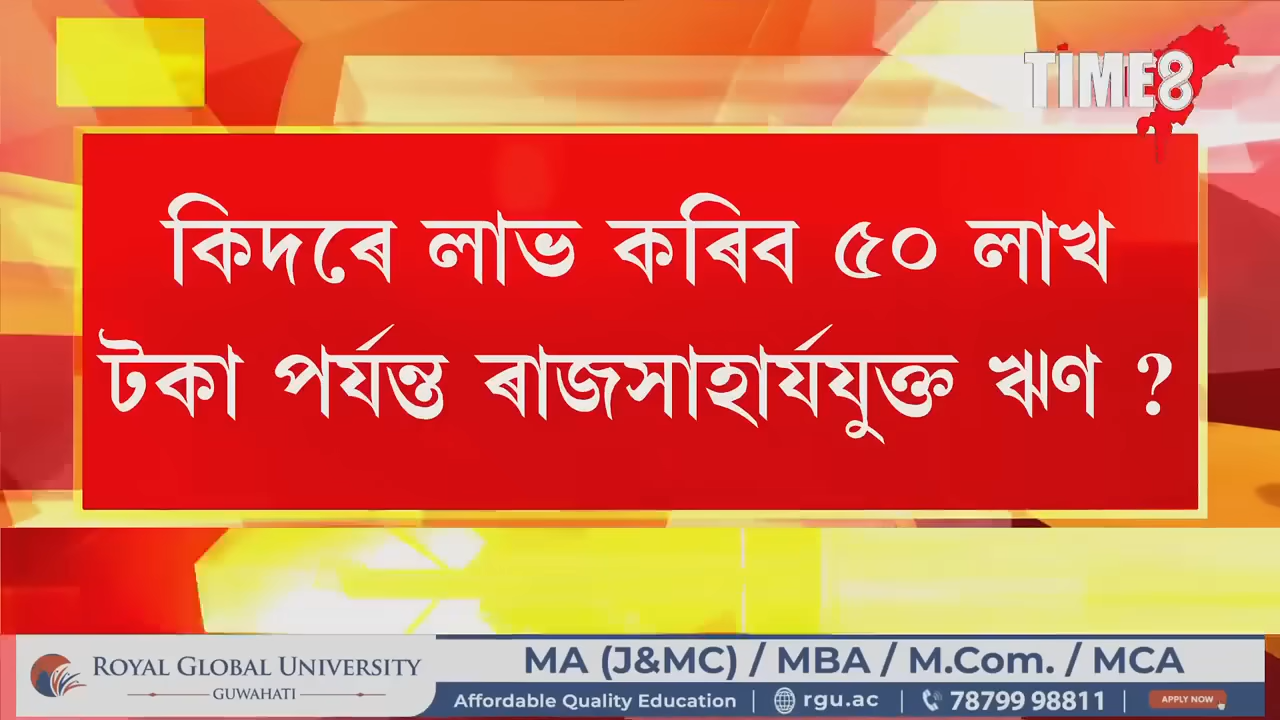 TIME8
কিদৰে লাভ কৰিব ৫০ লাখ
টকা পৰ্যন্ত ৰাজসাহাৰ্যযুক্ত ঋণ ?
ROYAL GLOBAL UNIVERSITY
GUWAHATI
MA (J&MC) / MBA / M.Com. / MCA
Affordable Quality Education | rgu.ac | 78799 98811 | APPLY NOW